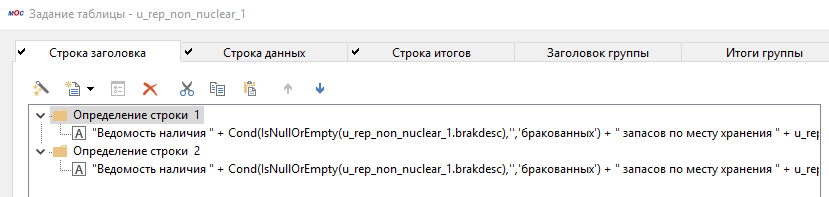 мос Задание таблицы - u_rep_non_nuclear_1
Строка заголовка Строка данных Строка итогов Заголовок группы Итоги группы
Определение строки 1
A "Ведомость наличия " + Cond(IsNullOrEmpty(u_rep_non_nuclear_1.brakdesc),'','бракованных') + " запасов по месту хранения " + u_rep
Определение строки 2
A "Ведомость наличия " + Cond(IsNullOrEmpty(u_rep_non_nuclear_1.brakdesc),'','бракованных') + " запасов по месту хранения " + u_rep